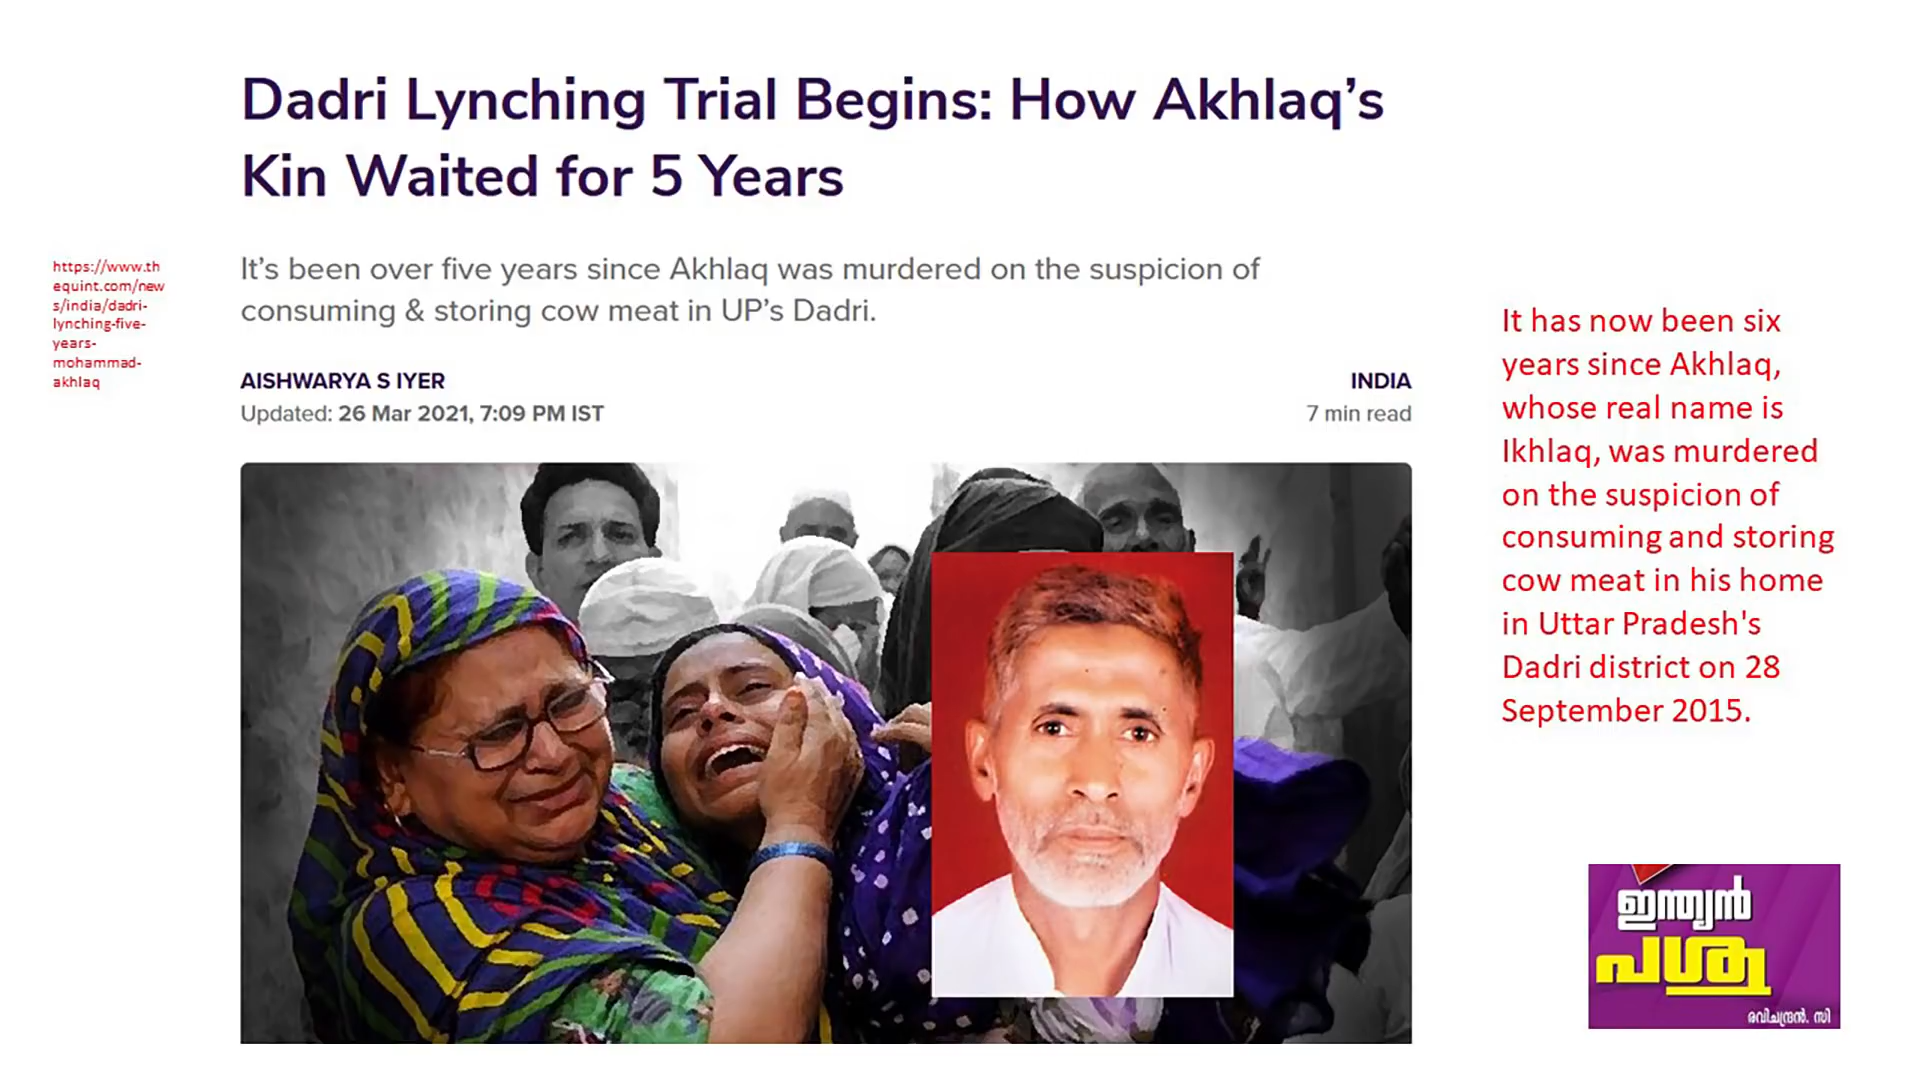 Dadri Lynching Trial Begins: How Akhlaq’s
Kin Waited for 5 Years
It’s been over five years since Akhlaq was murdered on the suspicion of
consuming & storing cow meat in UP’s Dadri.
https://www.th
equint.com/new
s/india/dadri-
lynching-five-
years-
mohammad-
akhlaq
AISHWARYA S IYER
INDIA
Updated: 26 Mar 2021, 7:09 PM IST
7 min read
It has now been six
years since Akhlaq,
whose real name is
Ikhlaq, was murdered
on the suspicion of
consuming and storing
cow meat in his home
in Uttar Pradesh's
Dadri district on 28
September 2015.
ഇന്ത്യൻ
പശു
രവിചന്ദ്രൻ. സി